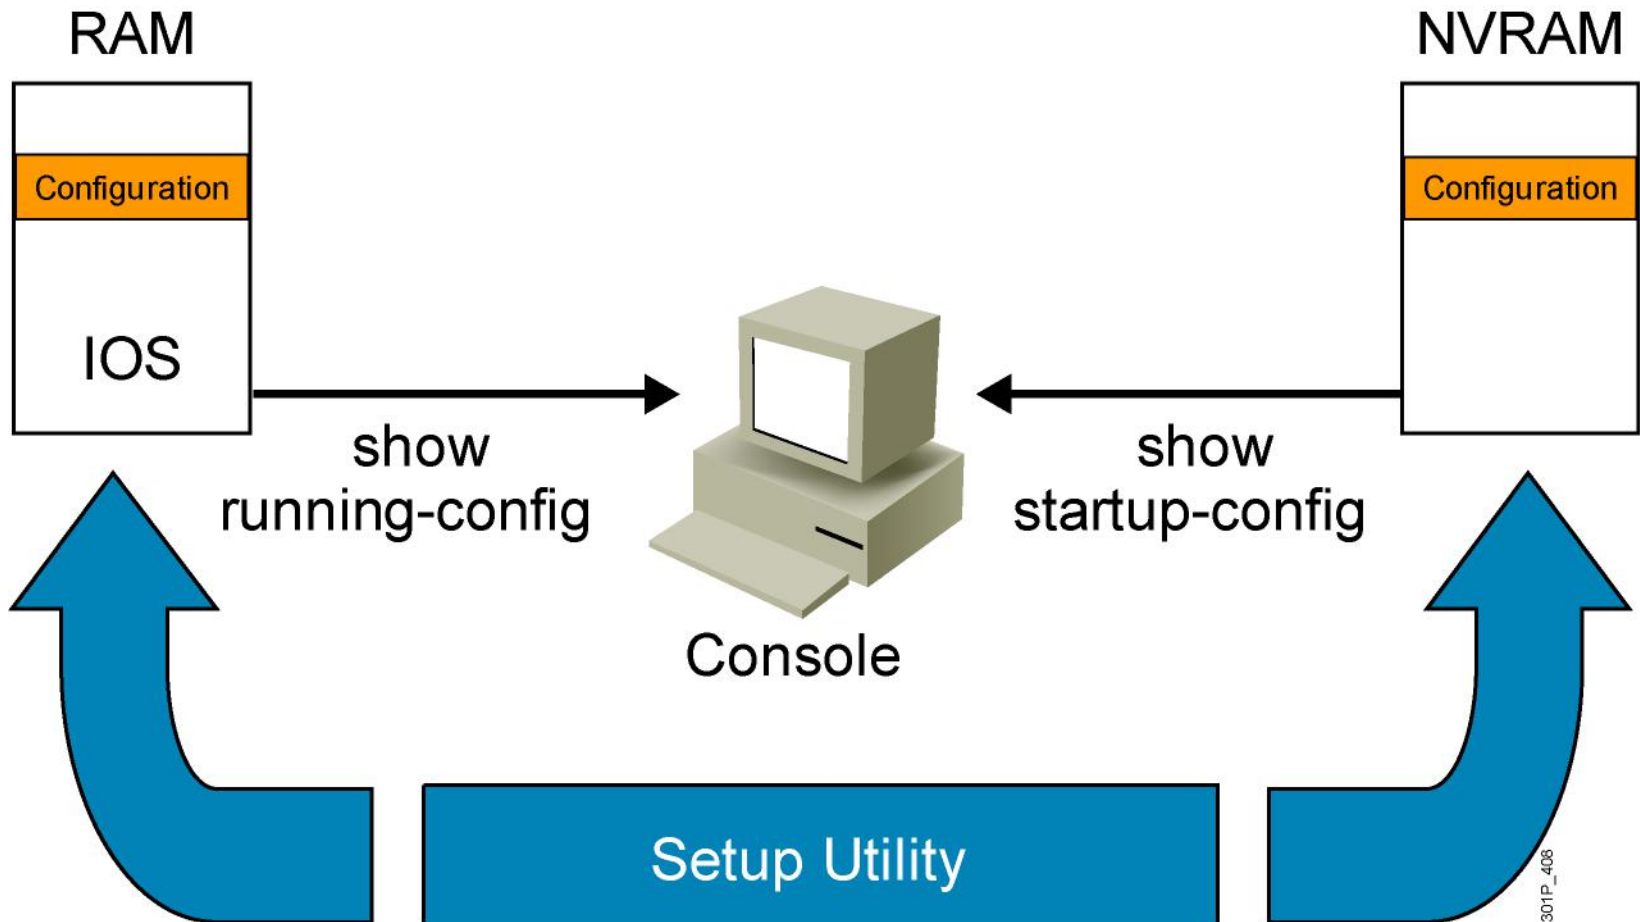 RAM
NVRAM
Configuration
Configuration
IOS
show
running-config
show
startup-config
Console
Setup Utility
301P_408